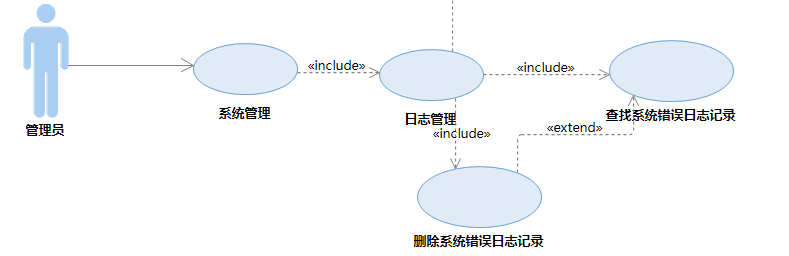 «include»
«include»
系统管理
日志管理
查找系统错误日志记录
管理员
«include»
«extend»
删除系统错误日志记录